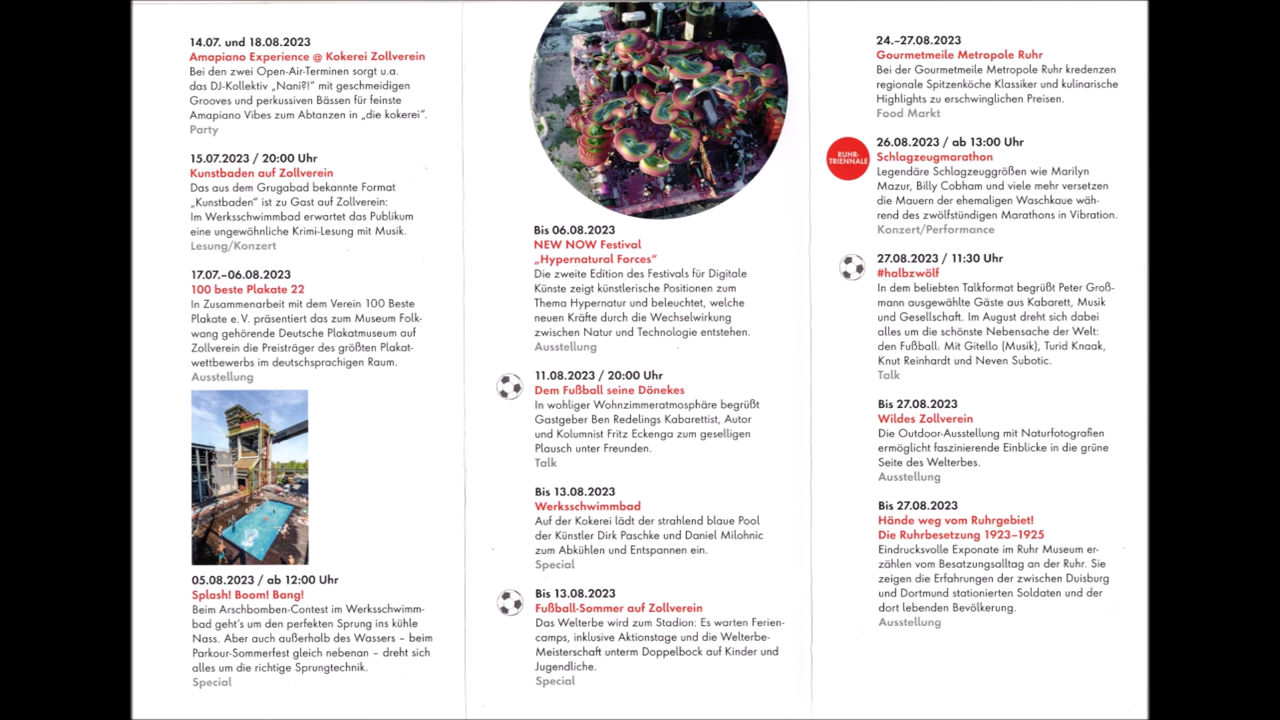 14.07. und 18.08.2023
Amapiano Experience @ Kokerei Zollverein
Bei den zwei Open-Air-Terminen sorgt u.a.
das DJ-Kollektiv „Nani?!“ mit geschmeidigen
Grooves und perkussiven Bässen für feinste
Amapiano Vibes zum Abtanzen in „die kokerei“.
Party
15.07.2023 / 20:00 Uhr
Kunstbaden auf Zollverein
Das aus dem Grugabad bekannte Format
„Kunstbaden“ ist zu Gast auf Zollverein:
Im Werksschwimmbad erwartet das Publikum
eine ungewöhnliche Krimi-Lesung mit Musik.
Lesung/Konzert
17.07.–06.08.2023
100 beste Plakate 22
In Zusammenarbeit mit dem Verein 100 Beste
Plakate e. V. präsentiert das zum Museum Folk-
wang gehörende Deutsche Plakatmuseum auf
Zollverein die Preisträger des größten Plakat-
wettbewerbs im deutschsprachigen Raum.
Ausstellung
05.08.2023 / ab 12:00 Uhr
Splash! Boom! Bang!
Beim Arschbomben-Contest im Werksschwimm-
bad geht’s um den perfekten Sprung ins kühle
Nass. Aber auch außerhalb des Wassers – beim
Parkour-Sommerfest gleich nebenan – dreht sich
alles um die richtige Sprungtechnik.
Special
Bis 06.08.2023
NEW NOW Festival
„Hypernatural Forces“
Die zweite Edition des Festivals für Digitale
Künste zeigt künstlerische Positionen zum
Thema Hypernatur und beleuchtet, welche
neuen Kräfte durch die Wechselwirkung
zwischen Natur und Technologie entstehen.
Ausstellung
11.08.2023 / 20:00 Uhr
Dem Fußball seine Dönekes
In wohliger Wohnzimmeratmosphäre begrüßt
Gastgeber Ben Redelings Kabarettist, Autor
und Kolumnist Fritz Eckenga zum geselligen
Plausch unter Freunden.
Talk
Bis 13.08.2023
Werksschwimmbad
Auf der Kokerei lädt der strahlend blaue Pool
der Künstler Dirk Paschke und Daniel Milohnic
zum Abkühlen und Entspannen ein.
Special
Bis 13.08.2023
Fußball-Sommer auf Zollverein
Das Welterbe wird zum Stadion: Es warten Ferien-
camps, inklusive Aktionstage und die Welterbe-
Meisterschaft unterm Doppelbock auf Kinder und
Jugendliche.
Special
24.–27.08.2023
Gourmetmeile Metropole Ruhr
Bei der Gourmetmeile Metropole Ruhr kredenzen
regionale Spitzenköche Klassiker und kulinarische
Highlights zu erschwinglichen Preisen.
Food Markt
RUHR-
TRIENNALE
26.08.2023 / ab 13:00 Uhr
Schlagzeugmarathon
Legendäre Schlagzeuggrößen wie Marilyn
Mazur, Billy Cobham und viele mehr versetzen
die Mauern der ehemaligen Waschkaue wäh-
rend des zwölfstündigen Marathons in Vibration.
Konzert/Performance
27.08.2023 / 11:30 Uhr
#halbzwölf
In dem beliebten Talkformat begrüßt Peter Groß-
mann ausgewählte Gäste aus Kabarett, Musik
und Gesellschaft. Im August dreht sich dabei
alles um die schönste Nebensache der Welt:
den Fußball. Mit Gitello (Musik), Turid Knaak,
Knut Reinhardt und Neven Subotic.
Talk
Bis 27.08.2023
Wildes Zollverein
Die Outdoor-Ausstellung mit Naturfotografien
ermöglicht faszinierende Einblicke in die grüne
Seite des Welterbes.
Ausstellung
Bis 27.08.2023
Hände weg vom Ruhrgebiet!
Die Ruhrbesetzung 1923–1925
Eindrucksvolle Exponate im Ruhr Museum er-
zählen vom Besatzungsalltag an der Ruhr. Sie
zeigen die Erfahrungen der zwischen Duisburg
und Dortmund stationierten Soldaten und der
dort lebenden Bevölkerung.
Ausstellung